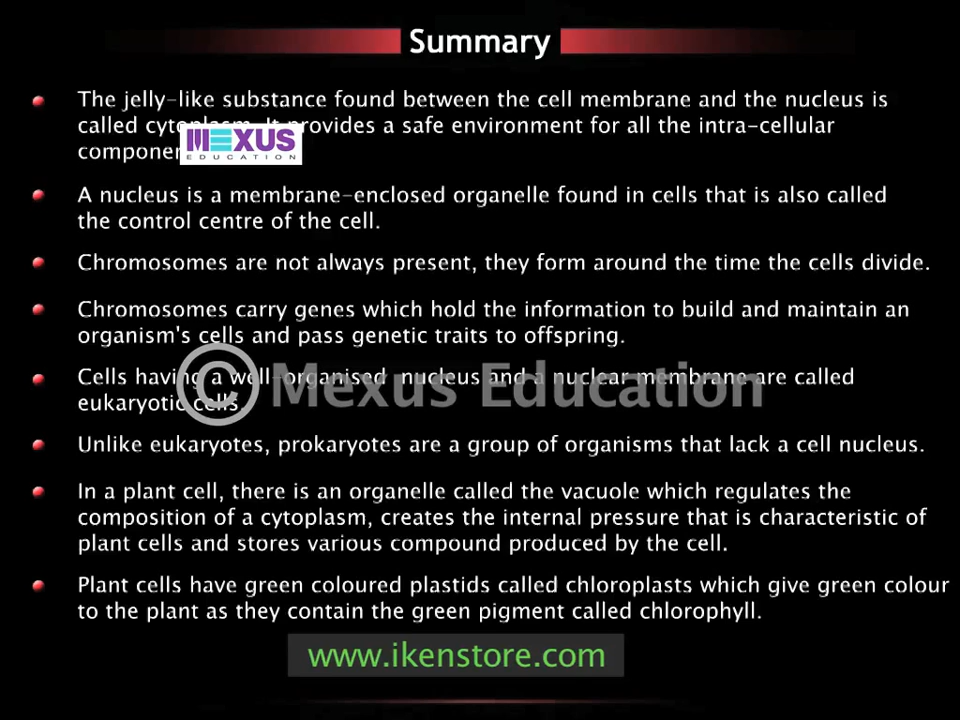 Summary
The jelly-like substance found between the cell membrane and the nucleus is
called cytoplasm. It provides a safe environment for all the intra-cellular
MEXUS
EDUCATION
A nucleus is a membrane-enclosed organelle found in cells that is also called
the control centre of the cell.
Chromosomes are not always present, they form around the time the cells divide.
Chromosomes carry genes which hold the information to build and maintain an
organism's cells and pass genetic traits to offspring.
Cells having a well-organised nucleus and a nuclear membrane are called
eukaryotic cells.
© Mexus Education
Unlike eukaryotes, prokaryotes are a group of organisms that lack a cell nucleus.
In a plant cell, there is an organelle called the vacuole which regulates the
composition of a cytoplasm, creates the internal pressure that is characteristic of
plant cells and stores various compound produced by the cell.
Plant cells have green coloured plastids called chloroplasts which give green colour
to the plant as they contain the green pigment called chlorophyll.
www.ikenstore.com